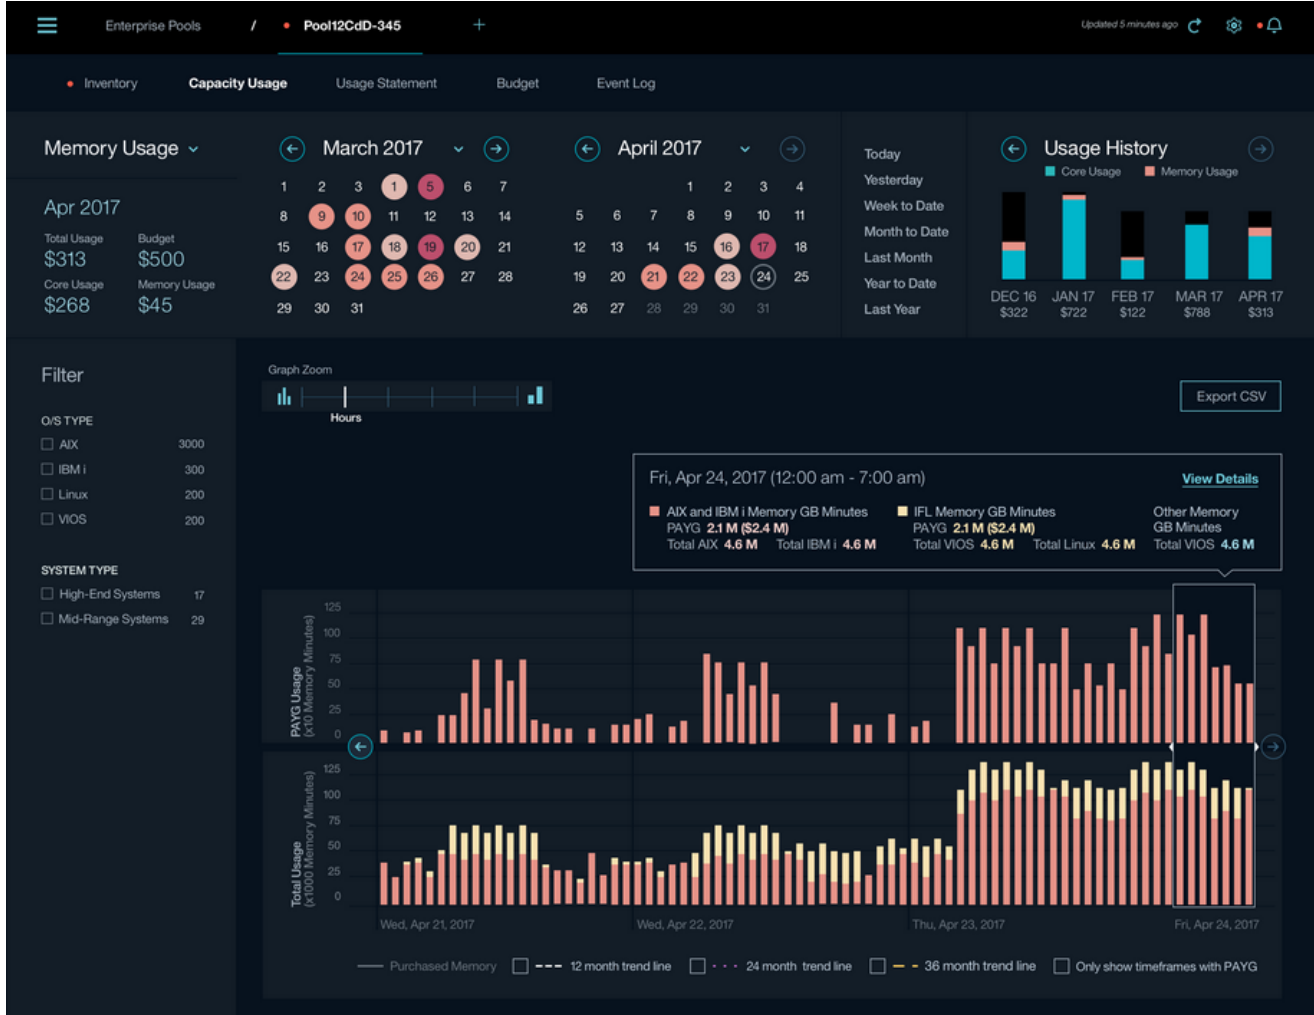 Enterprise Pools / Pool12CdD-345 +
Updated 5 minutes ago
Inventory Capacity Usage Usage Statement Budget Event Log
Memory Usage
Apr 2017
Total Usage Budget
$313 $500
Core Usage Memory Usage
$268 $45
March 2017
1 2 3 1 5 6 7
8 9 10 11 12 13 14
15 16 17 18 19 20 21
22 23 24 25 26 27 28
29 30 31
April 2017
1 2 3 4
5 6 7 8 9 10 11
12 13 14 15 16 17 18
19 20 21 22 23 24 25
26 27 28 29 30 31
Today
Yesterday
Week to Date
Month to Date
Last Month
Year to Date
Last Year
Usage History
Core Usage Memory Usage
DEC 16 JAN 17 FEB 17 MAR 17 APR 17
$322 $722 $122 $788 $313
Filter
O/S TYPE
AIX 3000
IBM i 300
Linux 200
VIOS 200
SYSTEM TYPE
High-End Systems 17
Mid-Range Systems 29
Graph Zoom
Hours
Export CSV
Fri, Apr 24, 2017 (12:00 am - 7:00 am) View Details
AIX and IBM i Memory GB Minutes
PAYG 2.1 M ($2.4 M)
Total AIX 4.6 M Total IBM i 4.6 M
IFL Memory GB Minutes
PAYG 2.1 M ($2.4 M)
Total VIOS 4.6 M Total Linux 4.6 M
Other Memory
GB Minutes
Total VIOS 4.6 M
PAYG Usage
(x10 Memory Minutes)
125
100
75
50
25
0
Total Usage
(x1000 Memory Minutes)
125
100
75
50
25
0
Wed, Apr 21, 2017 Wed, Apr 22, 2017 Thu, Apr 23, 2017 Fri, Apr 24, 2017
Purchased Memory 12 month trend line 24 month trend line 36 month trend line Only show timeframes with PAYG